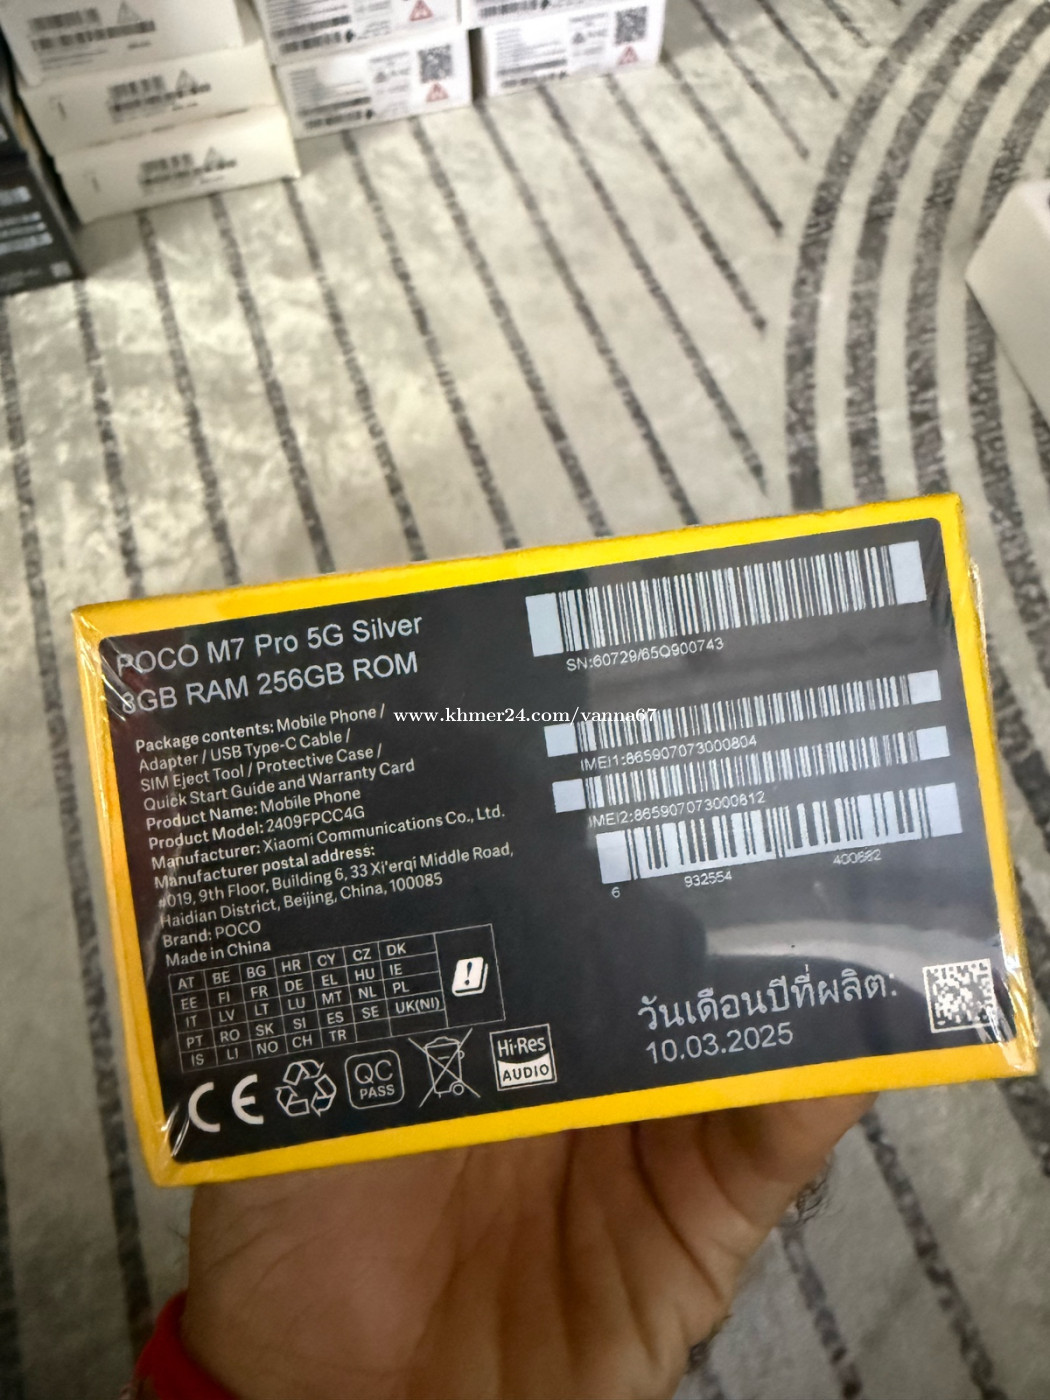 POCO M7 Pro 5G Silver
8GB RAM 256GB ROM
Package contents: Mobile Phone /
Adapter / USB Type-C Cable /
SIM Eject Tool / Protective Case /
Quick Start Guide and Warranty Card
Product Name: Mobile Phone
Product Model: 2409FPCC4G
Manufacturer: Xiaomi Communications Co., Ltd.
Manufacturer postal address:
#019, 9th Floor, Building 6, 33 Xi'erqi Middle Road,
Haidian District, Beijing, China, 100085
Brand: POCO
Made in China
AT BE BG HR CY CZ DK
EE FI FR DE EL HU IE
IT LV LT LU MT NL PL
PT RO SK SI ES SE UK(NI)
IS LI NO CH TR
CE
QC
PASS
Hi-Res
AUDIO
SN:60729/65Q900743
www.khmer24.com/vanna67
IMEI1:865907073000804
IMEI2:865907073000812
6 932554 400682
วันเดือนปีที่ผลิต:
10.03.2025